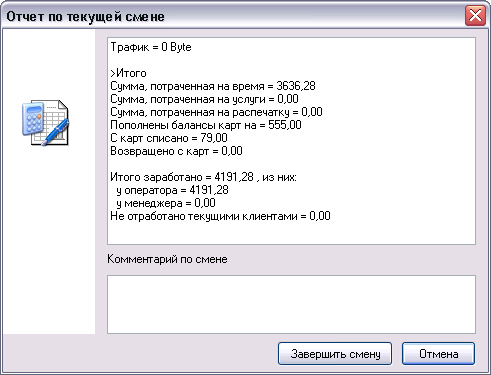 Отчет по текущей смене
Трафик = 0 Byte
>Итого
Сумма, потраченная на время = 3636,28
Сумма, потраченная на услуги = 0,00
Сумма, потраченная на распечатку = 0,00
Пополнены балансы карт на = 555,00
С карт списано = 79,00
Возвращено с карт = 0,00
Итого заработано = 4191,28 , из них:
у оператора = 4191,28
у менеджера = 0,00
Не отработано текущими клиентами = 0,00
Комментарий по смене
Завершить смену
Отмена